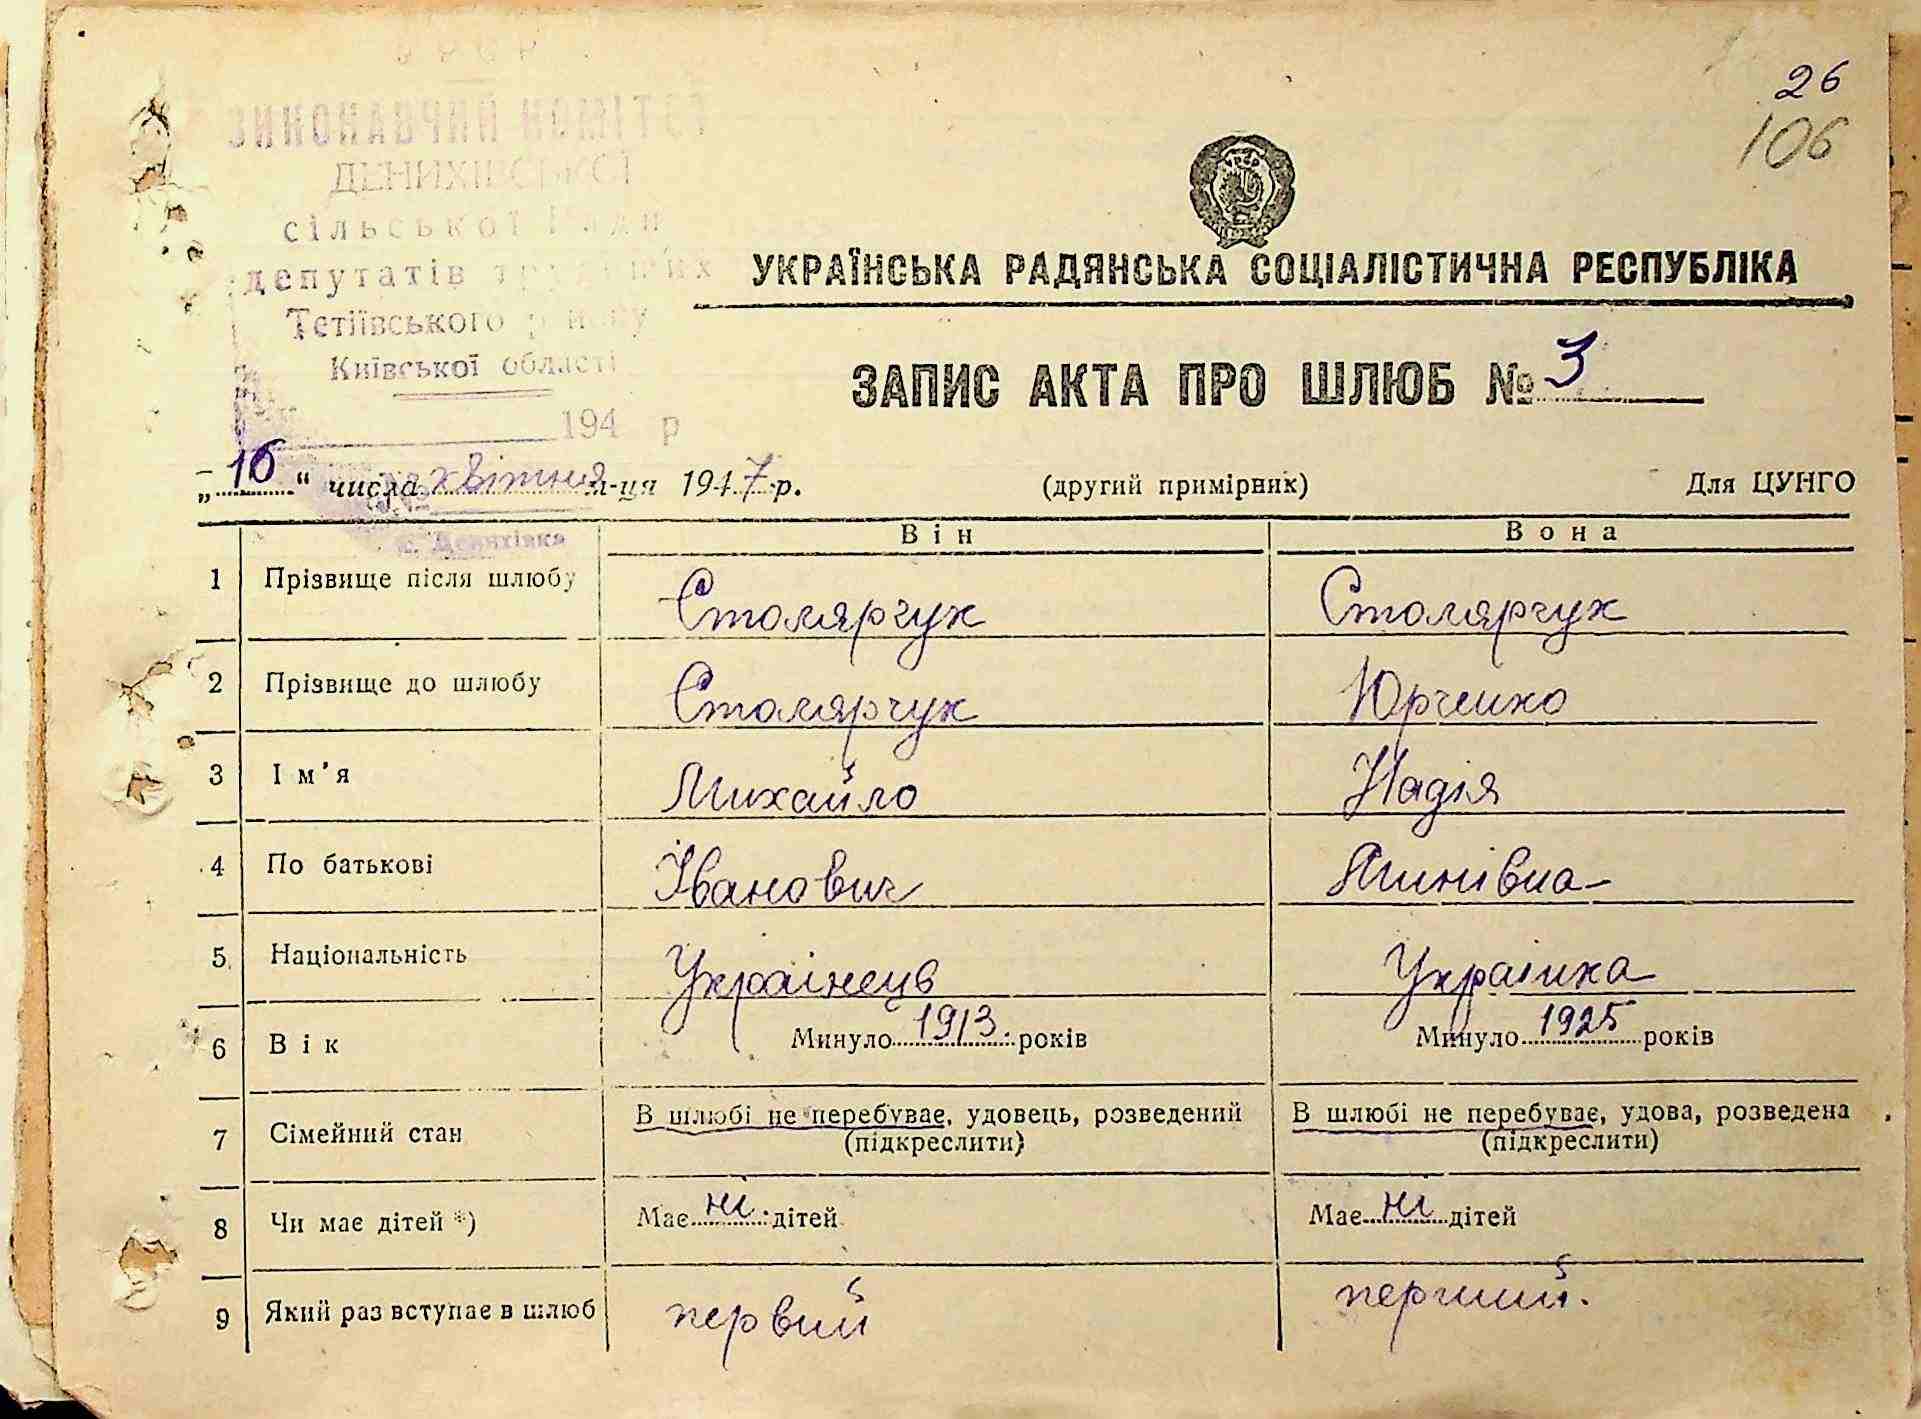 26
106
У Р С Р
ВИКОНАВЧИЙ КОМІТЕТ
ДЕНИХІВСЬКОЇ
сільської Ради
депутатів трудящих
Тетіївського району
Київської області
194 р
с. Денихівка
УКРАЇНСЬКА РАДЯНСЬКА СОЦІАЛІСТИЧНА РЕСПУБЛІКА
ЗАПИС АКТА ПРО ШЛЮБ № 3
„16“ числа квітня м-ця 1947 р. (другий примірник) Для ЦУНГО
Він Вона
1 Прізвище після шлюбу Столярчук Столярчук
2 Прізвище до шлюбу Столярчук Юрченко
3 Ім'я Михайло Надія
4 По батькові Іванович
5 Національність Українець Українка
6 Вік Минуло 1913 років Минуло 1925 років
7 Сімейний стан В шлюбі не перебуває, удовець, розведений В шлюбі не перебуває, удова, розведена
(підкреслити) (підкреслити)
8 Чи має дітей *) Має ні дітей Має ні дітей
9 Який раз вступає в шлюб первий перший.